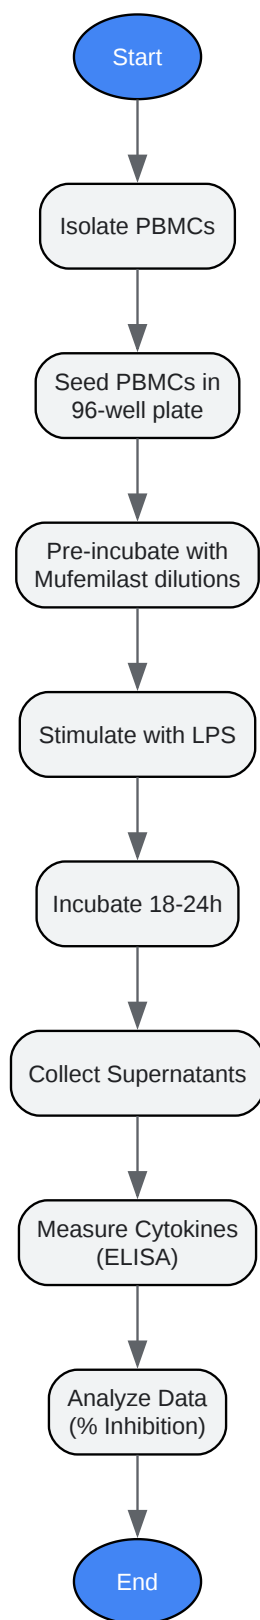 Start
Isolate PBMCs
Seed PBMCs in
96-well plate
Pre-incubate with
Mufemilast dilutions
Stimulate with LPS
Incubate 18-24h
Collect Supernatants
Measure Cytokines
(ELISA)
Analyze Data
(% Inhibition)
End